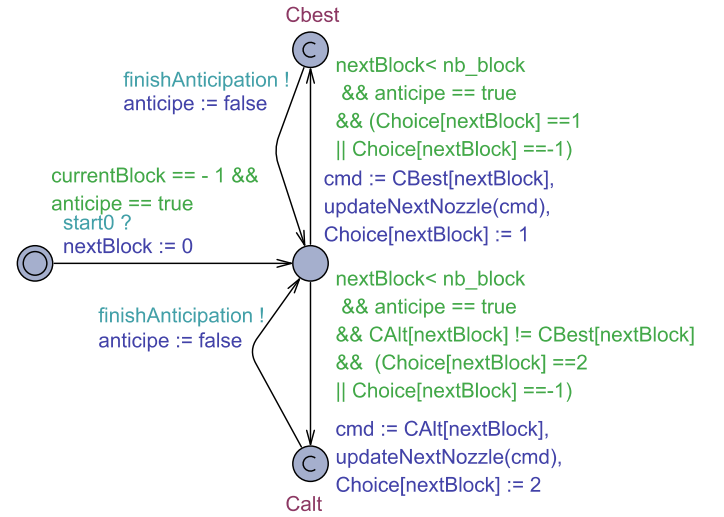 Cbest
C
finishAnticipation !
anticipe := false
nextBlock< nb_block
&& anticipe == true
&& (Choice[nextBlock] ==1
|| Choice[nextBlock] ==-1)
cmd := CBest[nextBlock],
updateNextNozzle(cmd),
Choice[nextBlock] := 1
currentBlock == - 1 &&
anticipe == true
start0 ?
nextBlock := 0
finishAnticipation !
anticipe := false
nextBlock< nb_block
&& anticipe == true
&& CAlt[nextBlock] != CBest[nextBlock]
&&  (Choice[nextBlock] ==2
|| Choice[nextBlock] ==-1)
cmd := CAlt[nextBlock],
updateNextNozzle(cmd),
Choice[nextBlock] := 2
C
Calt